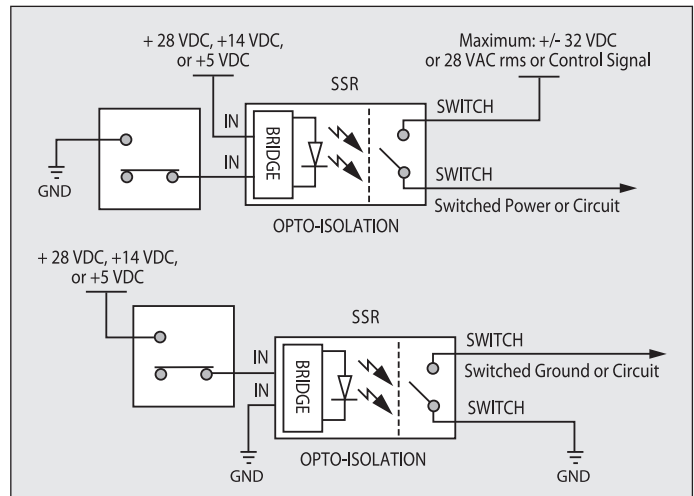 + 28 VDC, +14 VDC,
or +5 VDC
Maximum: +/- 32 VDC
or 28 VAC rms or Control Signal
SSR
SWITCH
IN
BRIDGE
IN
SWITCH
GND
Switched Power or Circuit
OPTO-ISOLATION
+ 28 VDC, +14 VDC,
or +5 VDC
SSR
SWITCH
IN
BRIDGE
Switched Ground or Circuit
IN
SWITCH
OPTO-ISOLATION
GND
GND